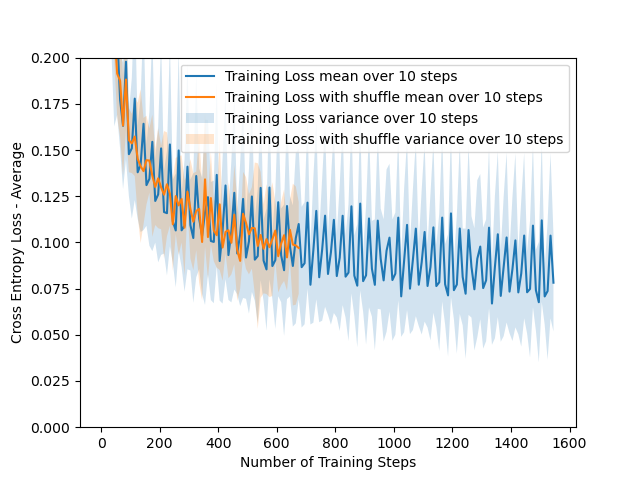 Training Loss mean over 10 steps
Training Loss with shuffle mean over 10 steps
Training Loss variance over 10 steps
Training Loss with shuffle variance over 10 steps
0.200
0.175
0.150
0.125
0.100
0.075
0.050
0.025
0.000
Cross Entropy Loss - Average
0 200 400 600 800 1000 1200 1400 1600
Number of Training Steps